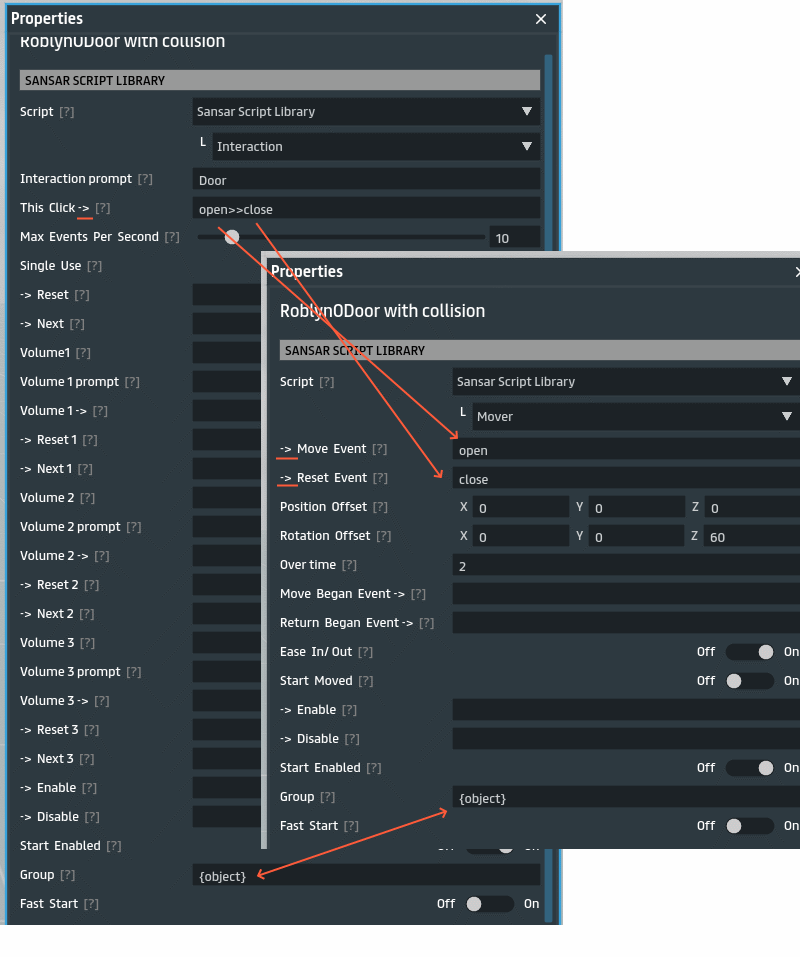 Properties
RoblynODoor with collision
SANSAR SCRIPT LIBRARY
Script [?] Sansar Script Library
Interaction
Interaction prompt [?] Door
This Click -> [?] open>>close
Max Events Per Second [?] 10
Single Use [?]
-> Reset [?]
-> Next [?]
Volume1 [?]
Volume 1 prompt [?]
Volume 1 -> [?]
-> Reset 1 [?]
-> Next 1 [?]
Volume 2 [?]
Volume 2 prompt [?]
Volume 2 -> [?]
-> Reset 2 [?]
-> Next 2 [?]
Volume 3 [?]
Volume 3 prompt [?]
Volume 3 -> [?]
-> Reset 3 [?]
-> Next 3 [?]
-> Enable [?]
-> Disable [?]
Start Enabled [?]
Group [?] {object}
Fast Start [?] Off On
Properties
RoblynODoor with collision
SANSAR SCRIPT LIBRARY
Script [?] Sansar Script Library
Mover
-> Move Event [?] open
-> Reset Event [?] close
Position Offset [?] X 0 Y 0 Z 0
Rotation Offset [?] X 0 Y 0 Z 60
Over time [?] 2
Move Began Event -> [?]
Return Began Event -> [?]
Ease In/ Out [?] Off On
Start Moved [?] Off On
-> Enable [?]
-> Disable [?]
Start Enabled [?] Off On
Group [?] {object}
Fast Start [?] Off On